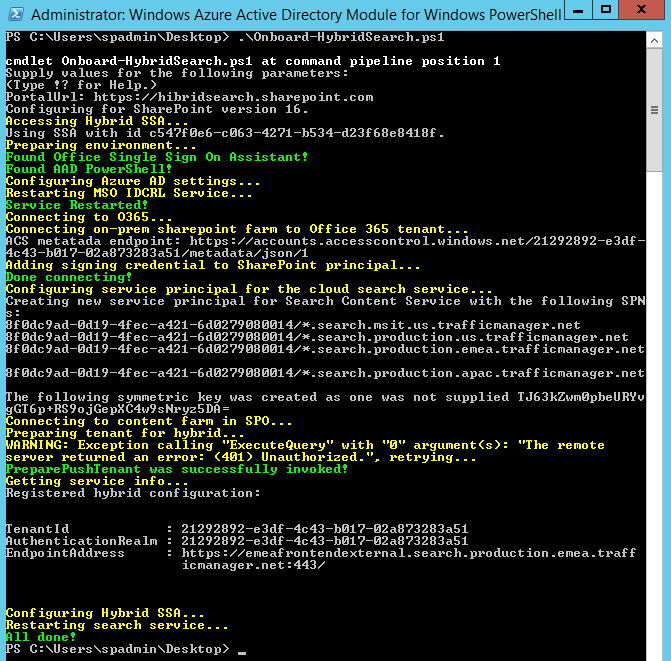 Administrator: Windows Azure Active Directory Module for Windows PowerShell
PS C:\Users\spadmin\Desktop> .\Onboard-HybridSearch.ps1
cmdlet Onboard-HybridSearch.ps1 at command pipeline position 1
Supply values for the following parameters:
(Type !? for Help.)
PortalUrl: https://hibridsearch.sharepoint.com
Configuring for SharePoint version 16.
Accessing Hybrid SSA...
Using SSA with id c547f0e6-c063-4271-b534-d23f68e8418f.
Preparing environment...
Found Office Single Sign On Assistant!
Found AAD PowerShell!
Configuring Azure AD settings...
Restarting MSO IDCRL Service...
Service Restarted!
Connecting to O365...
Connecting on-prem sharepoint farm to Office 365 tenant...
ACS metatada endpoint: https://accounts.accesscontrol.windows.net/21292892-e3df-
4c43-b017-02a873283a51/metadata/json/1
Adding signing credential to SharePoint principal...
Done connecting!
Configuring service principal for the cloud search service...
Creating new service principal for Search Content Service with the following SPN
s:
8f0dc9ad-0d19-4fec-a421-6d0279080014/*.search.msit.us.trafficmanager.net
8f0dc9ad-0d19-4fec-a421-6d0279080014/*.search.production.us.trafficmanager.net
8f0dc9ad-0d19-4fec-a421-6d0279080014/*.search.production.emea.trafficmanager.net
8f0dc9ad-0d19-4fec-a421-6d0279080014/*.search.production.apac.trafficmanager.net
The following symmetric key was created as one was not supplied TJ63kZwm0pbeURYv
gGT6p+RS9ojGepXC4w9sNryz5DA=
Connecting to content farm in SPO...
Preparing tenant for hybrid...
WARNING: Exception calling "ExecuteQuery" with "0" argument(s): "The remote
server returned an error: (401) Unauthorized.", retrying...
PreparePushTenant was successfully invoked!
Getting service info...
Registered hybrid configuration:
TenantId : 21292892-e3df-4c43-b017-02a873283a51
AuthenticationRealm : 21292892-e3df-4c43-b017-02a873283a51
EndpointAddress : https://emeafrontendexternal.search.production.emea.traff
icmanager.net:443/
Configuring Hybrid SSA...
Restarting search service...
All done!
PS C:\Users\spadmin\Desktop> _